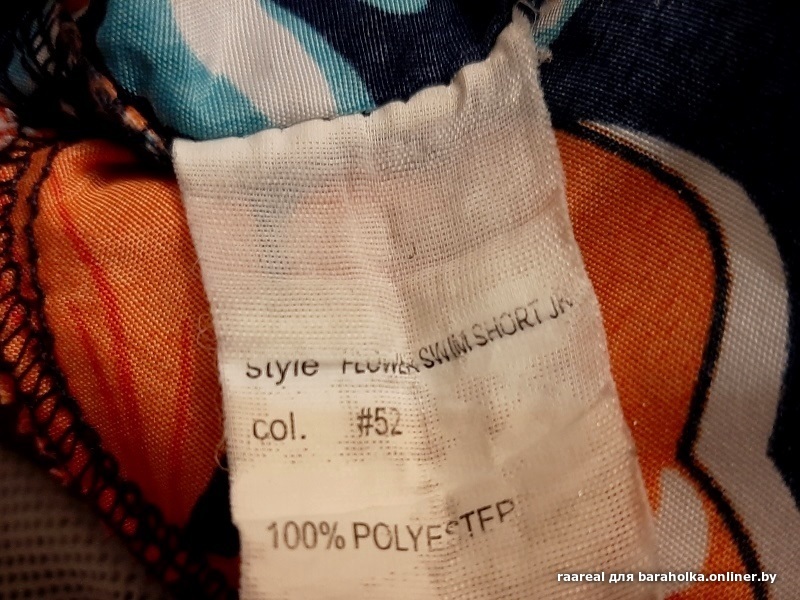 style FLOWER SWIM SHORT JR
col. #52
100% POLYESTER
raareal для baraholka.onliner.by